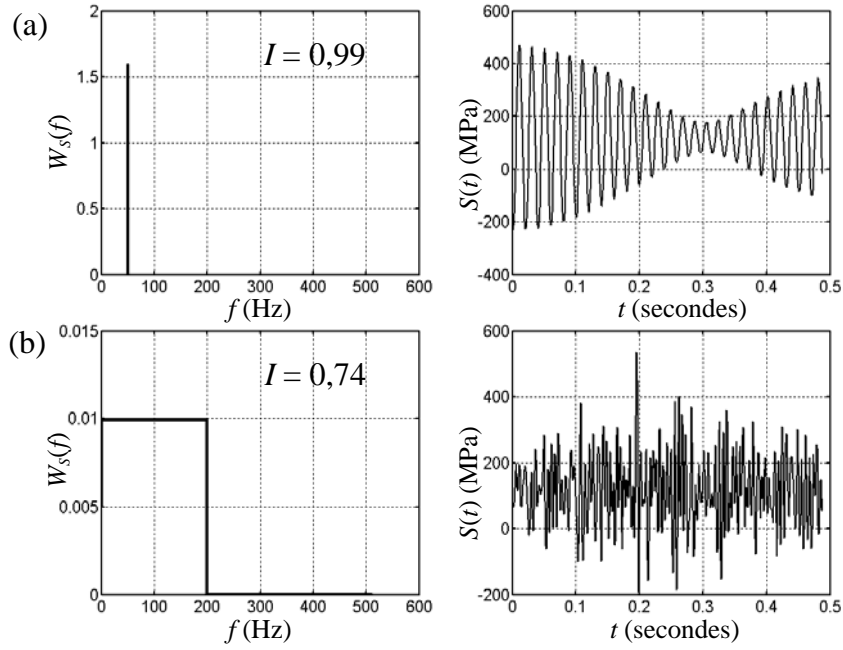 (a)
I = 0,99
W_S(f)
2
1.5
1
0.5
0
0 100 200 300 400 500 600
f (Hz)
S(t) (MPa)
600
400
200
0
-200
-400
0 0.1 0.2 0.3 0.4 0.5
t (secondes)
(b)
I = 0,74
W_S(f)
0.015
0.01
0.005
0
0 100 200 300 400 500 600
f (Hz)
S(t) (MPa)
600
400
200
0
-200
0 0.1 0.2 0.3 0.4 0.5
t (secondes)